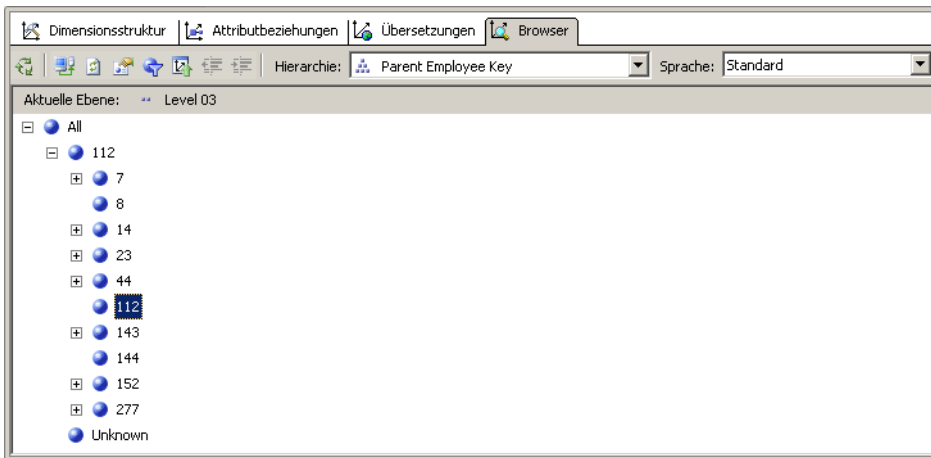 Dimensionsstruktur Attributbeziehungen Übersetzungen Browser
Hierarchie: Parent Employee Key Sprache: Standard
Aktuelle Ebene: Level 03
All
112
7
8
14
23
44
112
143
144
152
277
Unknown